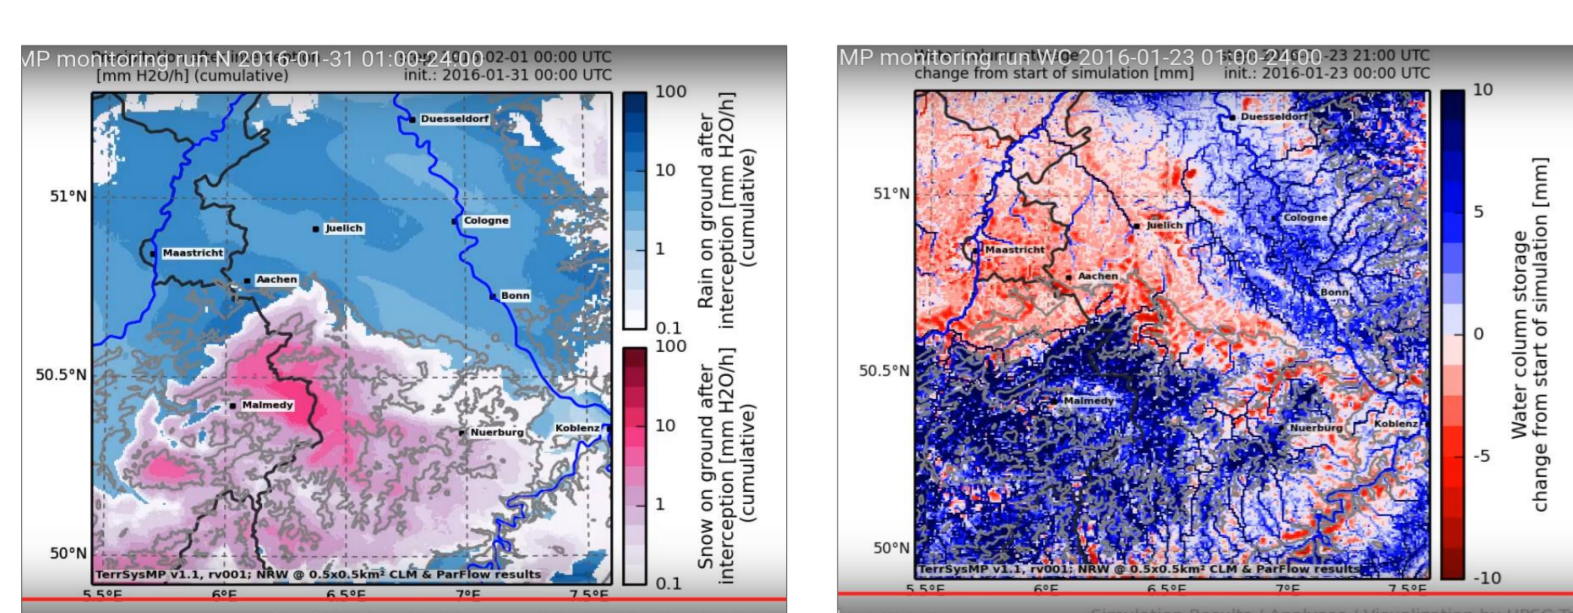 MP monitoring run N 2016-01-31 01:00-24:00
Precipitation after interception
[mm H2O/h] (cumulative)
02-01 00:00 UTC
init.: 2016-01-31 00:00 UTC
51°N
50.5°N
50°N
5.5°E
6°E
6.5°E
7°E
7.5°E
Duesseldorf
Cologne
Juelich
Maastricht
Aachen
Bonn
Malmedy
Nuerburg
Koblenz
TerrSysMP v1.1, rv001; NRW @ 0.5x0.5km² CLM & ParFlow results
100
10
1
0.1
Rain on ground after
interception [mm H2O/h]
(cumulative)
100
10
1
0.1
Snow on ground after
interception [mm H2O/h]
(cumulative)
MP monitoring run Wc 2016-01-23 01:00-24:00
Water column storage
change from start of simulation [mm]
-23 21:00 UTC
init.: 2016-01-23 00:00 UTC
51°N
50.5°N
50°N
5.5°E
6°E
6.5°E
7°E
7.5°E
Duesseldorf
Cologne
Juelich
Maastricht
Aachen
Bonn
Malmedy
Nuerburg
Koblenz
TerrSysMP v1.1, rv001; NRW @ 0.5x0.5km² CLM & ParFlow results
10
5
0
-5
-10
Water column storage
change from start of simulation [mm]